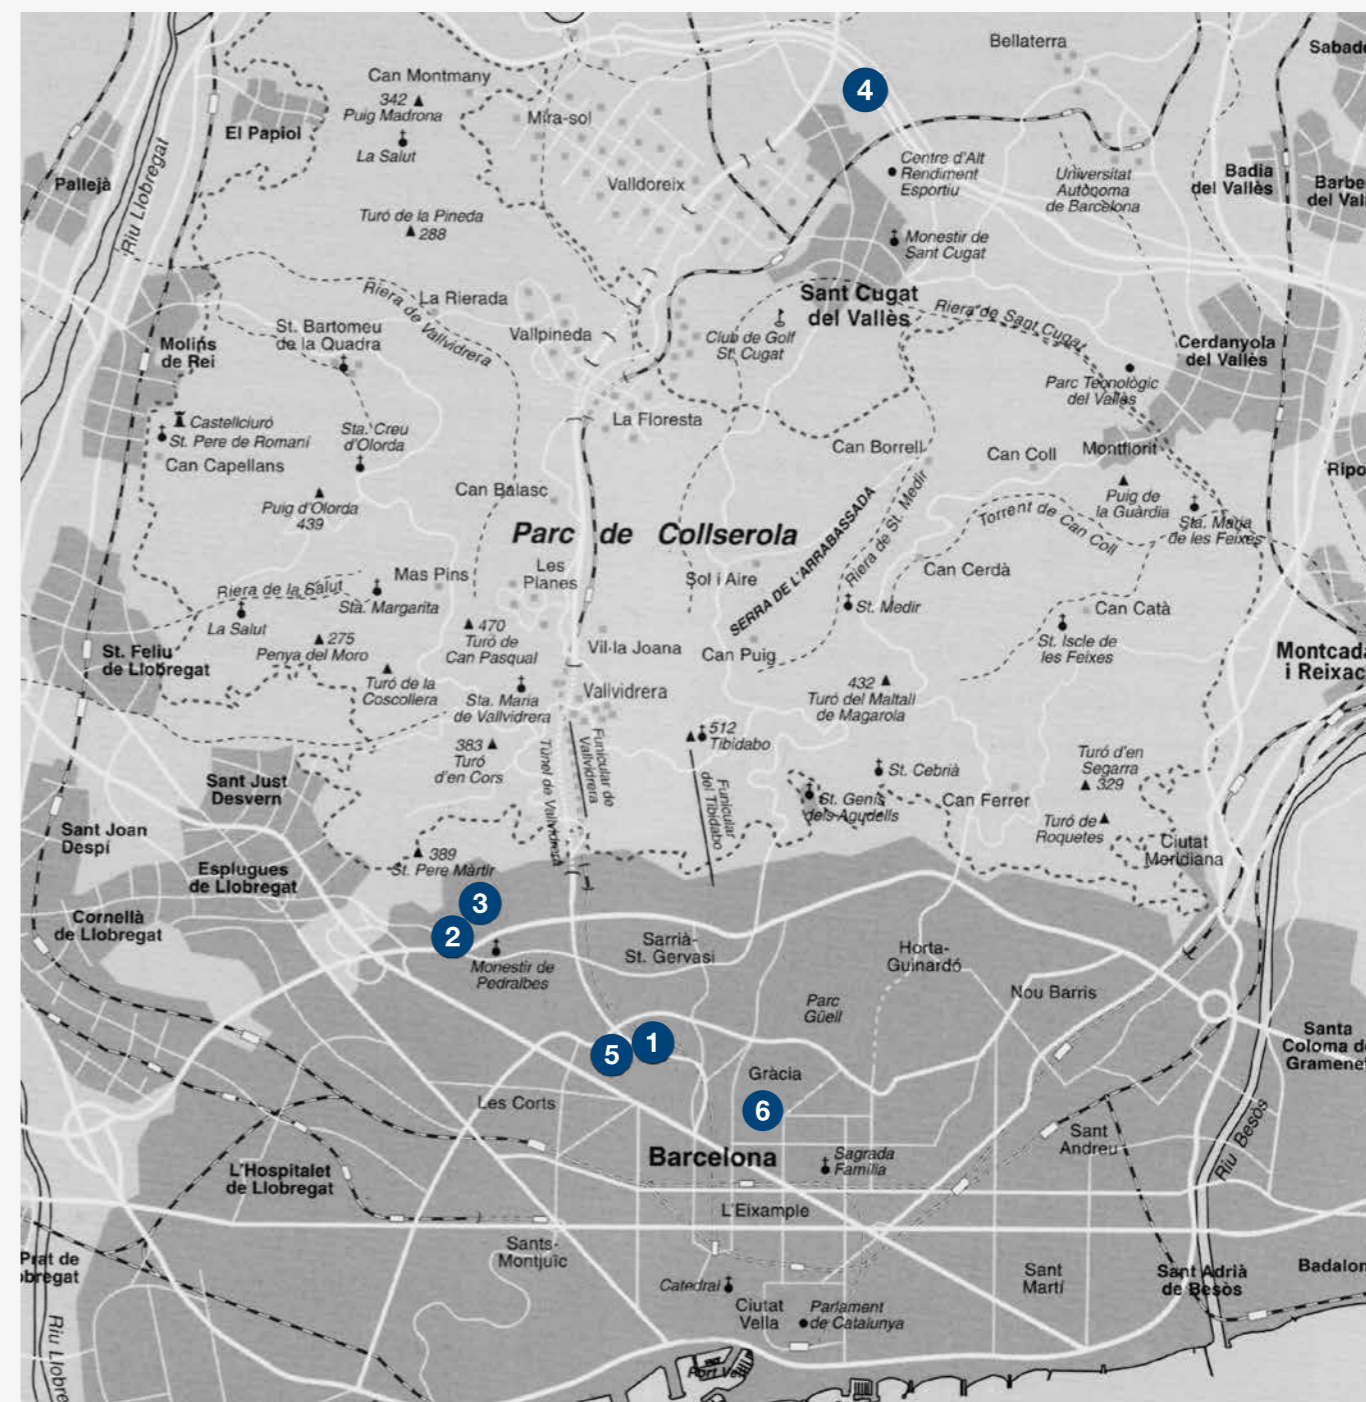 Bellaterra
Sabade
4
Can Montmany
342
Puig Madrona
La Salut
El Papiol
Mira-sol
Centre d'Alt
Rendiment
Esportiu
Universitat
Autònoma
de Barcelona
Badia
del Vallès
Barbe
del Val
Pallejà
Riu Llobregat
Valldoreix
Turó de la Pineda
288
Monestir de
Sant Cugat
Sant Cugat
del Vallès
Riera de Sant Cugat
Riera de Vallvidrera
La Rierada
Vallpineda
St. Bartomeu
de la Quadra
Club de Golf
St. Cugat
Molins
de Rei
Cerdanyola
del Vallès
Parc Tecnològic
del Vallès
Castellciuró
St. Pere de Romaní
Can Capellans
Sta. Creu
d'Olorda
La Floresta
Can Borrell
Can Coll
Montflorit
Ripo
Puig d'Olorda
439
Can Balasc
Puig de
la Guàrdia
Sta. Maria
de les Feixes
Parc de Collserola
SERRA DE L'ARRABASSADA
Riera de St. Medir
Torrent de Can Coll
Les
Planes
Sol i Aire
Can Cerdà
Mas Pins
Riera de la Salut
Sta. Margarita
La Salut
St. Medir
Can Catà
St. Iscle de
les Feixes
275
Penya del Moro
470
Turó de
Can Pasqual
Vil·la Joana
Can Puig
St. Feliu
de Llobregat
Montcada
i Reixac
Turó de la
Coscollera
Sta. Maria
de Vallvidrera
Vallvidrera
432
Turó del Maltall
de Magarola
512
Tibidabo
383
Turó
d'en Cors
Túnel de Vallvidrera
Funicular de
Vallvidrera
Funicular
del Tibidabo
Turó d'en
Segarra
329
St. Cebrià
St. Genís
dels Agudells
Can Ferrer
Turó de
Roquetes
Sant Just
Desvern
Sant Joan
Despí
Ciutat
Meridiana
389
St. Pere Màrtir
Esplugues
de Llobregat
3
2
Cornellà
de Llobregat
Monestir de
Pedralbes
Sarrià-
St. Gervasi
Horta-
Guinardó
Nou Barris
Parc
Güell
Santa
Coloma de
Gramenet
5
1
Gràcia
6
Les Corts
Sant
Andreu
Riu Besòs
Barcelona
Sagrada
Família
L'Hospitalet
de Llobregat
L'Eixample
Sants-
Montjuïc
Prat de
obregat
Catedral
Ciutat
Vella
Parlament
de Catalunya
Sant
Martí
Sant Adrià
de Besòs
Badalon
Riu Llobre
Port Vell